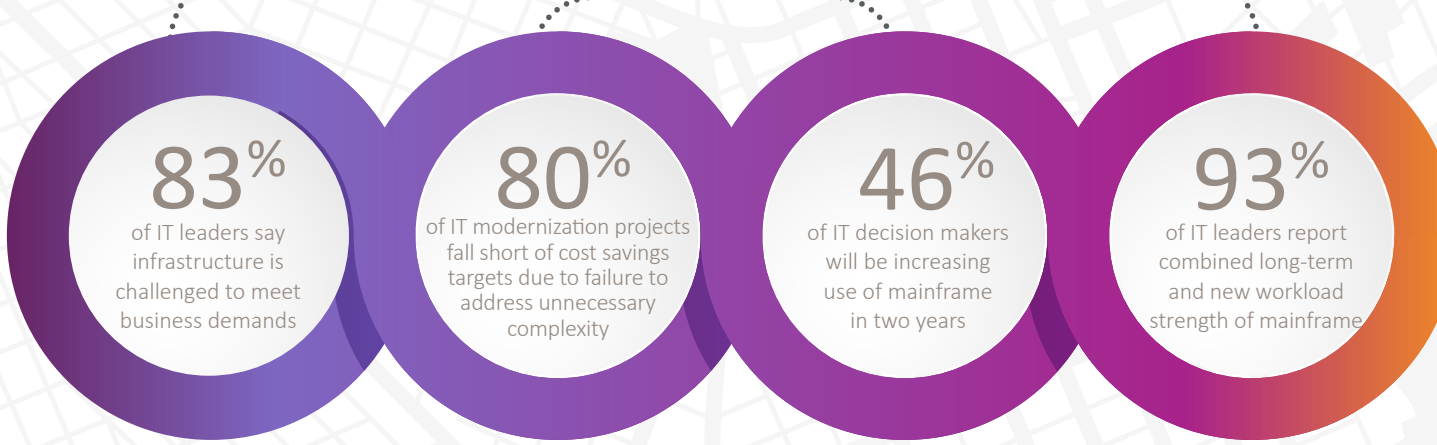 83%
of IT leaders say
infrastructure is
challenged to meet
business demands
80%
of IT modernization projects
fall short of cost savings
targets due to failure to
address unnecessary
complexity
46%
of IT decision makers
will be increasing
use of mainframe
in two years
93%
of IT leaders report
combined long-term
and new workload
strength of mainframe